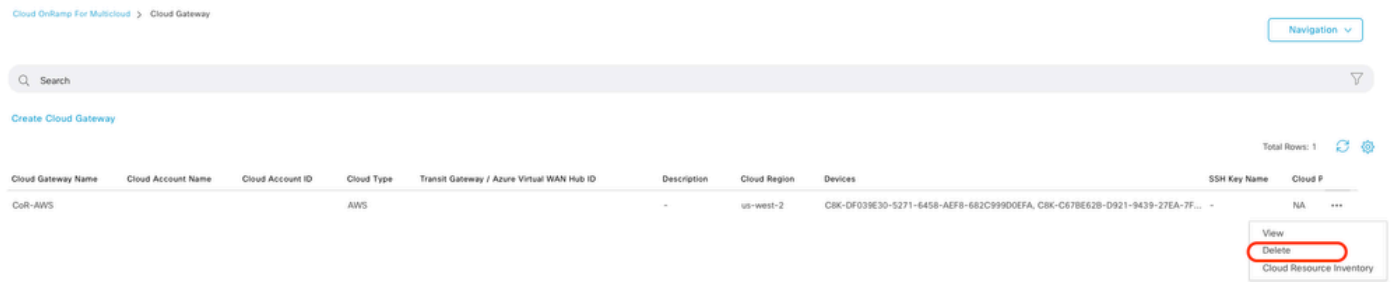 Cloud OnRamp For Multicloud > Cloud Gateway
Navigation
Search
Create Cloud Gateway
Total Rows: 1
Cloud Gateway Name Cloud Account Name Cloud Account ID Cloud Type Transit Gateway / Azure Virtual WAN Hub ID Description Cloud Region Devices SSH Key Name Cloud P
CoR-AWS AWS - us-west-2 C8K-DF039E30-5271-6458-AEF8-682C999D0EFA, C8K-C67BE62B-D921-9439-27EA-7F... - NA ...
View
Delete
Cloud Resource Inventory